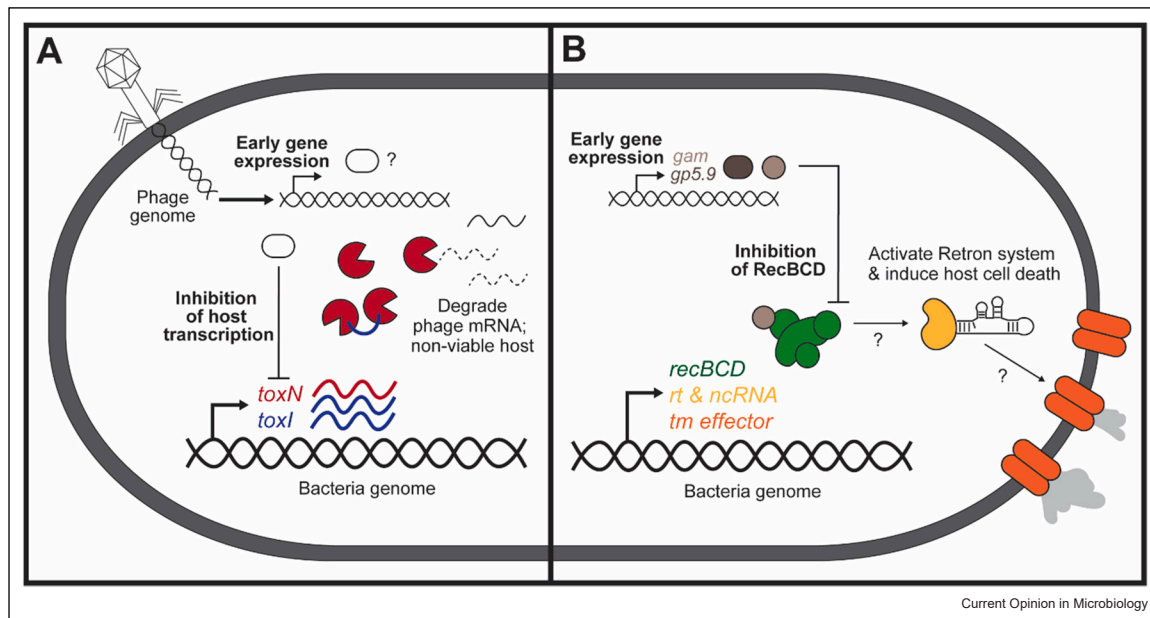 A
Early gene
expression
?
Phage
genome
Inhibition
of host
transcription
Degrade
phage mRNA;
non-viable host
toxN
toxI
Bacteria genome
B
Early gene
expression
gam
gp5.9
Inhibition
of RecBCD
Activate Retron system
& induce host cell death
?
?
recBCD
rt & ncRNA
tm effector
Bacteria genome
Current Opinion in Microbiology